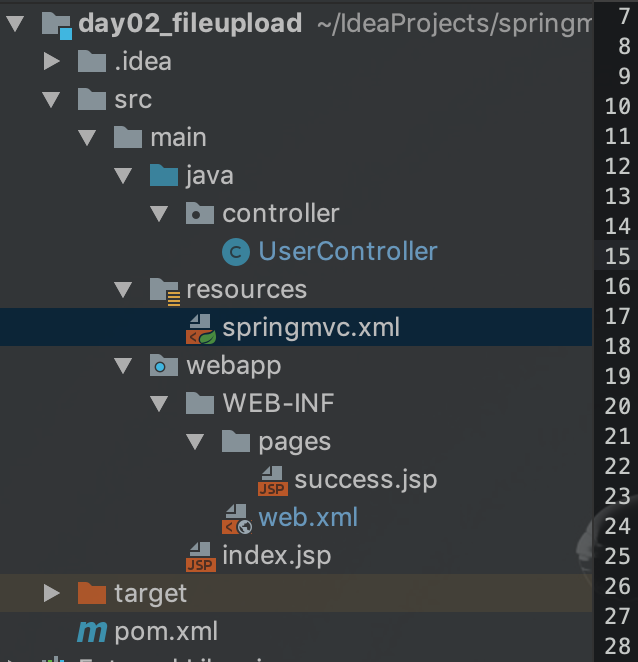 day02_fileupload ~/IdeaProjects/springm
.idea
src
main
java
controller
C UserController
resources
springmvc.xml
webapp
WEB-INF
pages
JSP success.jsp
web.xml
JSP index.jsp
target
m pom.xml
7
8
9
10
11
12
13
14
15
16
17
18
19
20
21
22
23
24
25
26
27
28